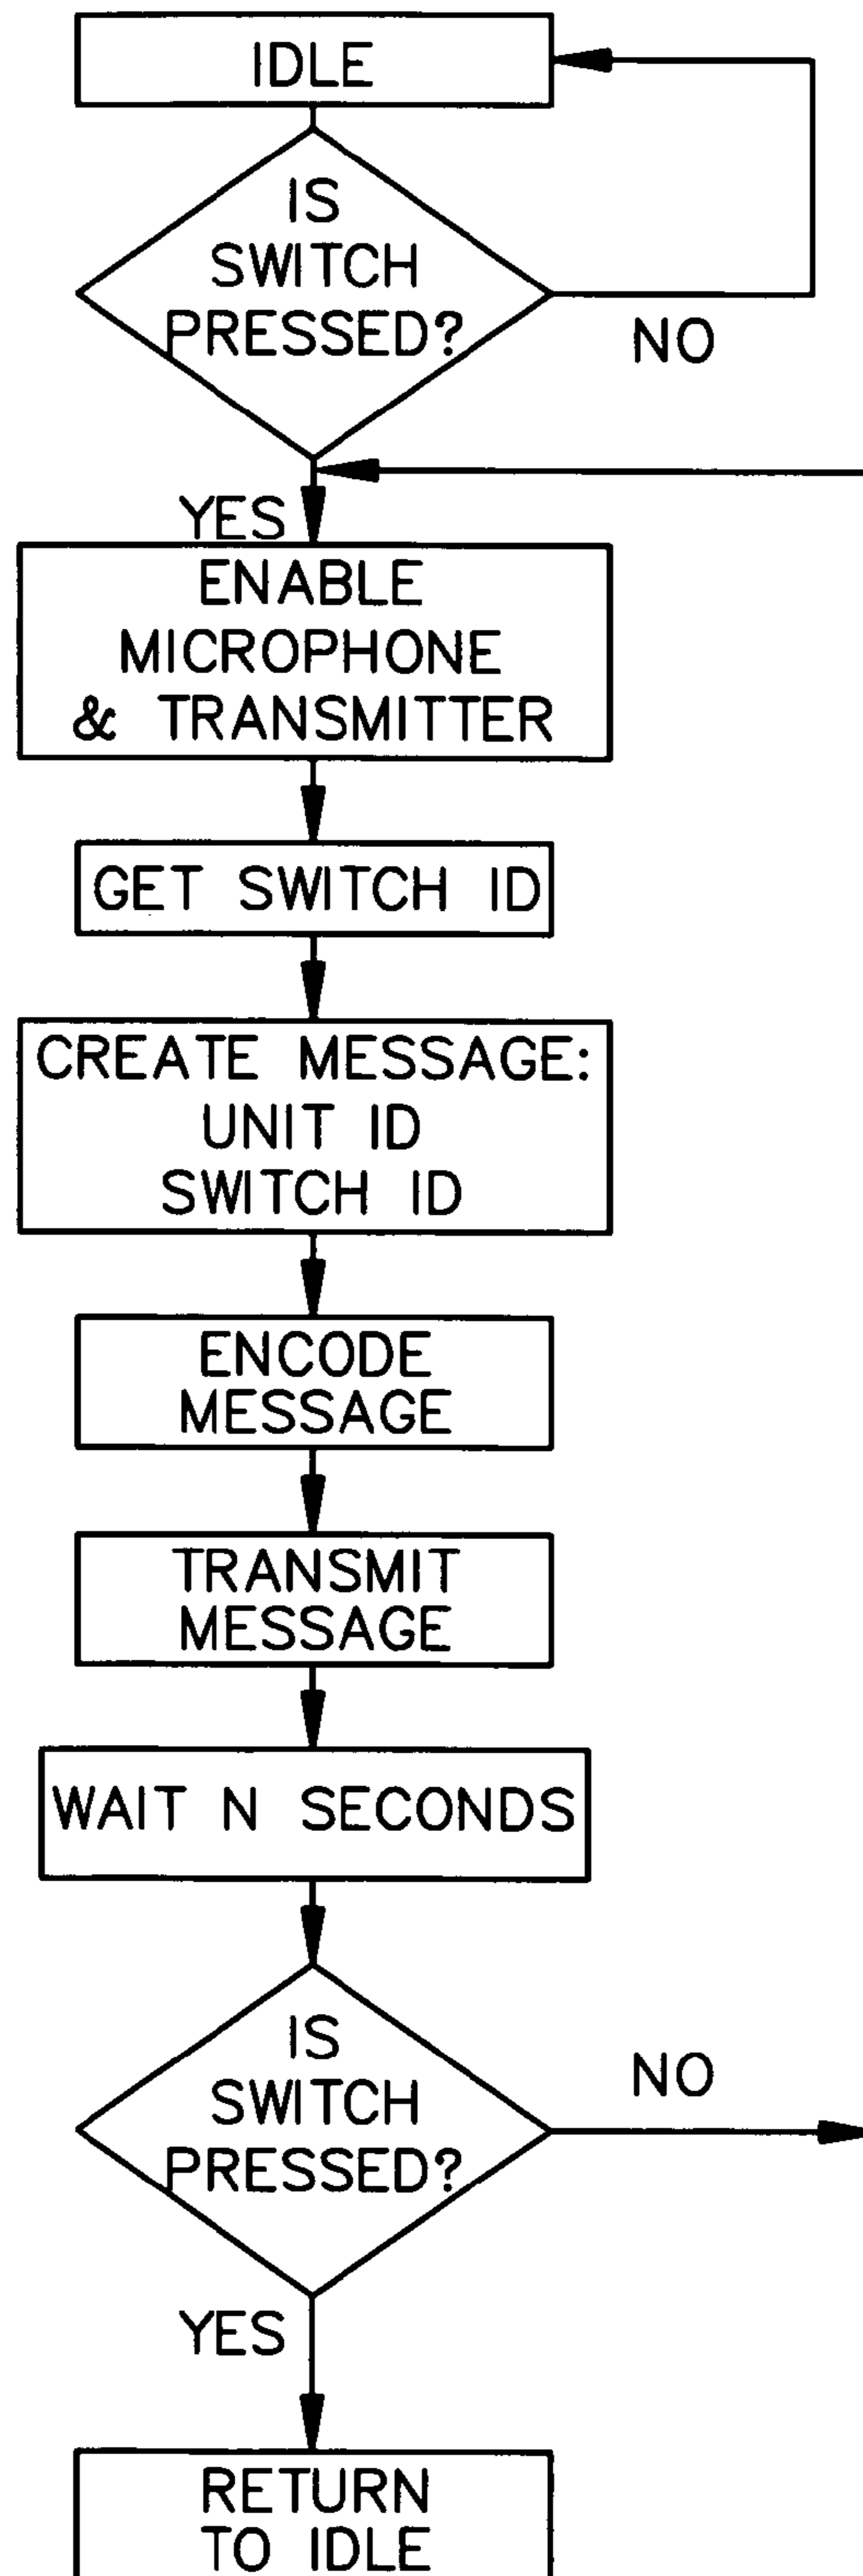 IDLE
IS
SWITCH
PRESSED?
NO
YES
ENABLE
MICROPHONE
& TRANSMITTER
GET SWITCH ID
CREATE MESSAGE:
UNIT ID
SWITCH ID
ENCODE
MESSAGE
TRANSMIT
MESSAGE
WAIT N SECONDS
IS
SWITCH
PRESSED?
NO
YES
RETURN
TO IDLE